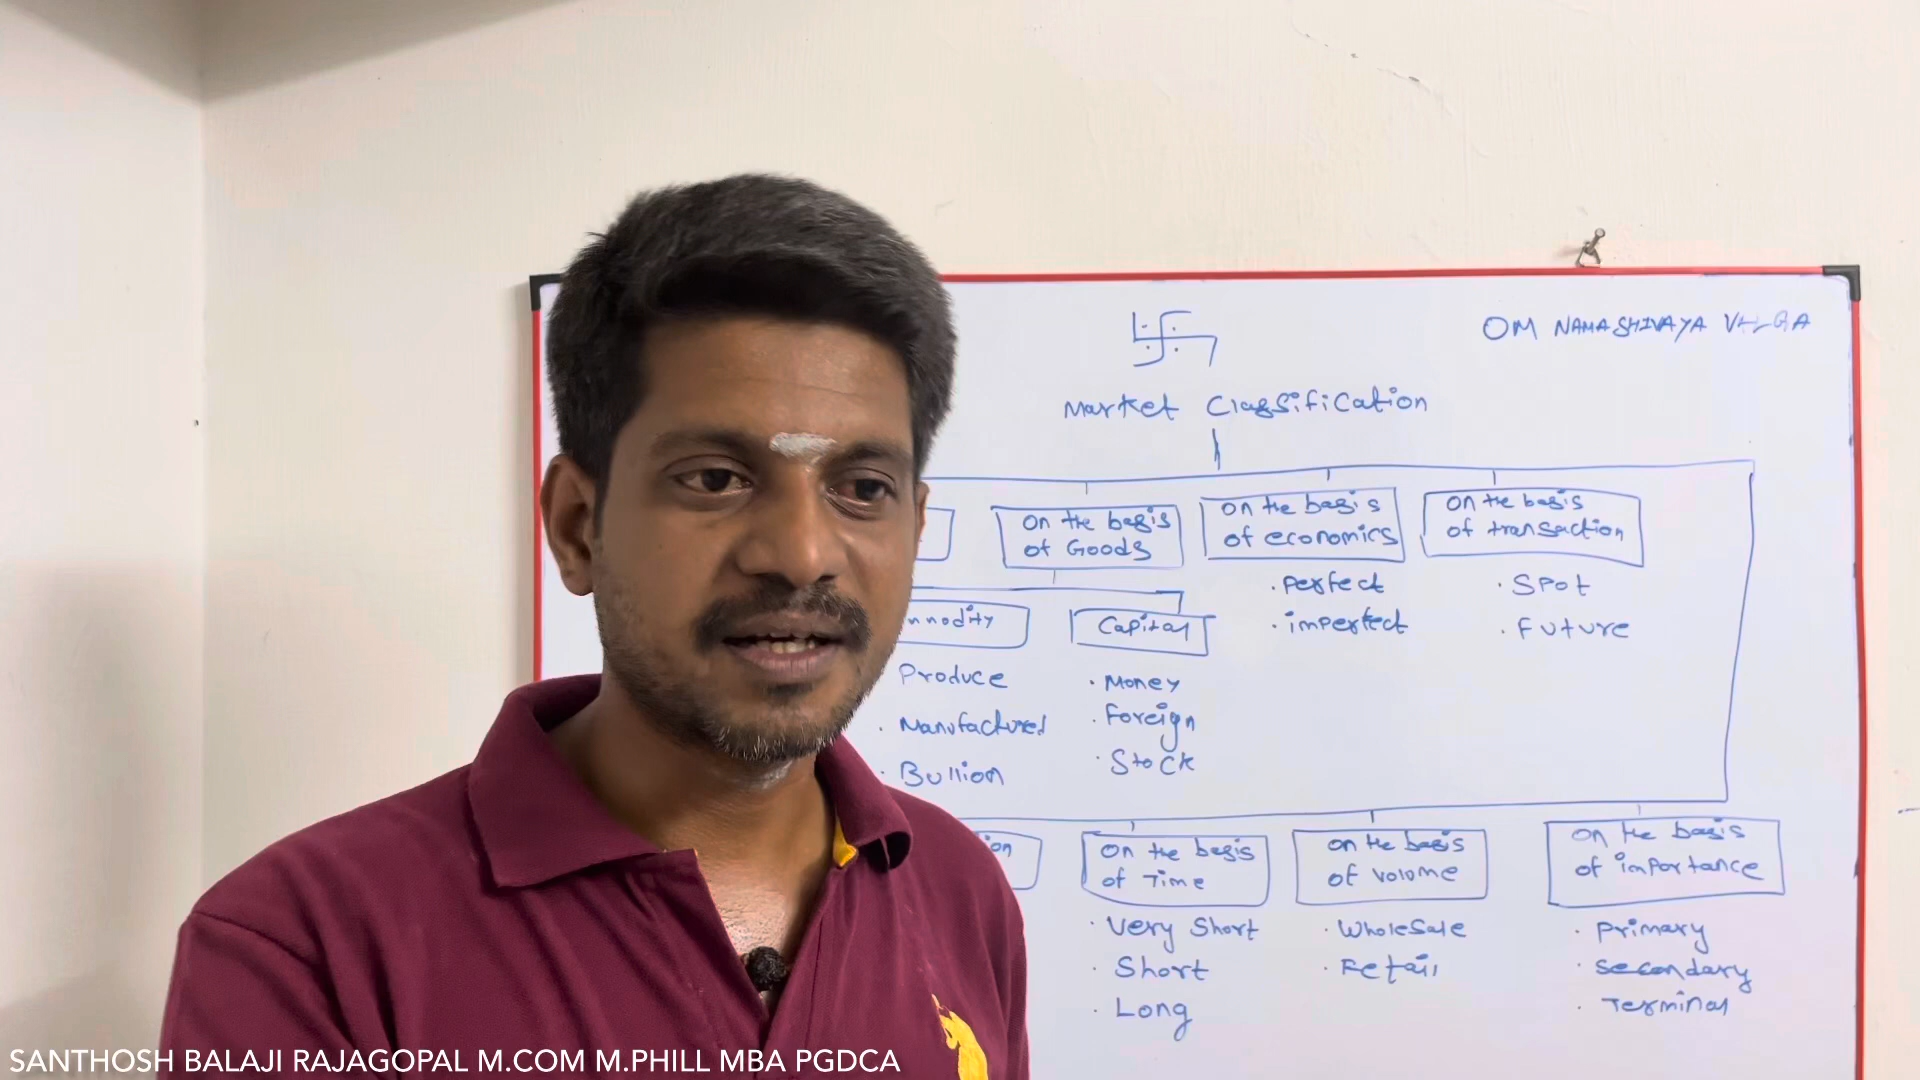 OM NAMASHIVAYA
Market Classification
On the basis
of Goods
On the basis
of economics
On the basis
of transaction
. Perfect
. imperfect
. Spot
. Future
mmodity
Capital
Produce
. Manufactured
. Bullion
. Money
. Foreign
. Stock
ion
On the basis
of Time
On the basis
of volume
On the basis
of importance
. Very Short
. Short
. Long
. Wholesale
. Retail
. Primary
. Secondary
. Terminal
SANTHOSH BALAJI RAJAGOPAL M.COM M.PHILL MBA PGDCA